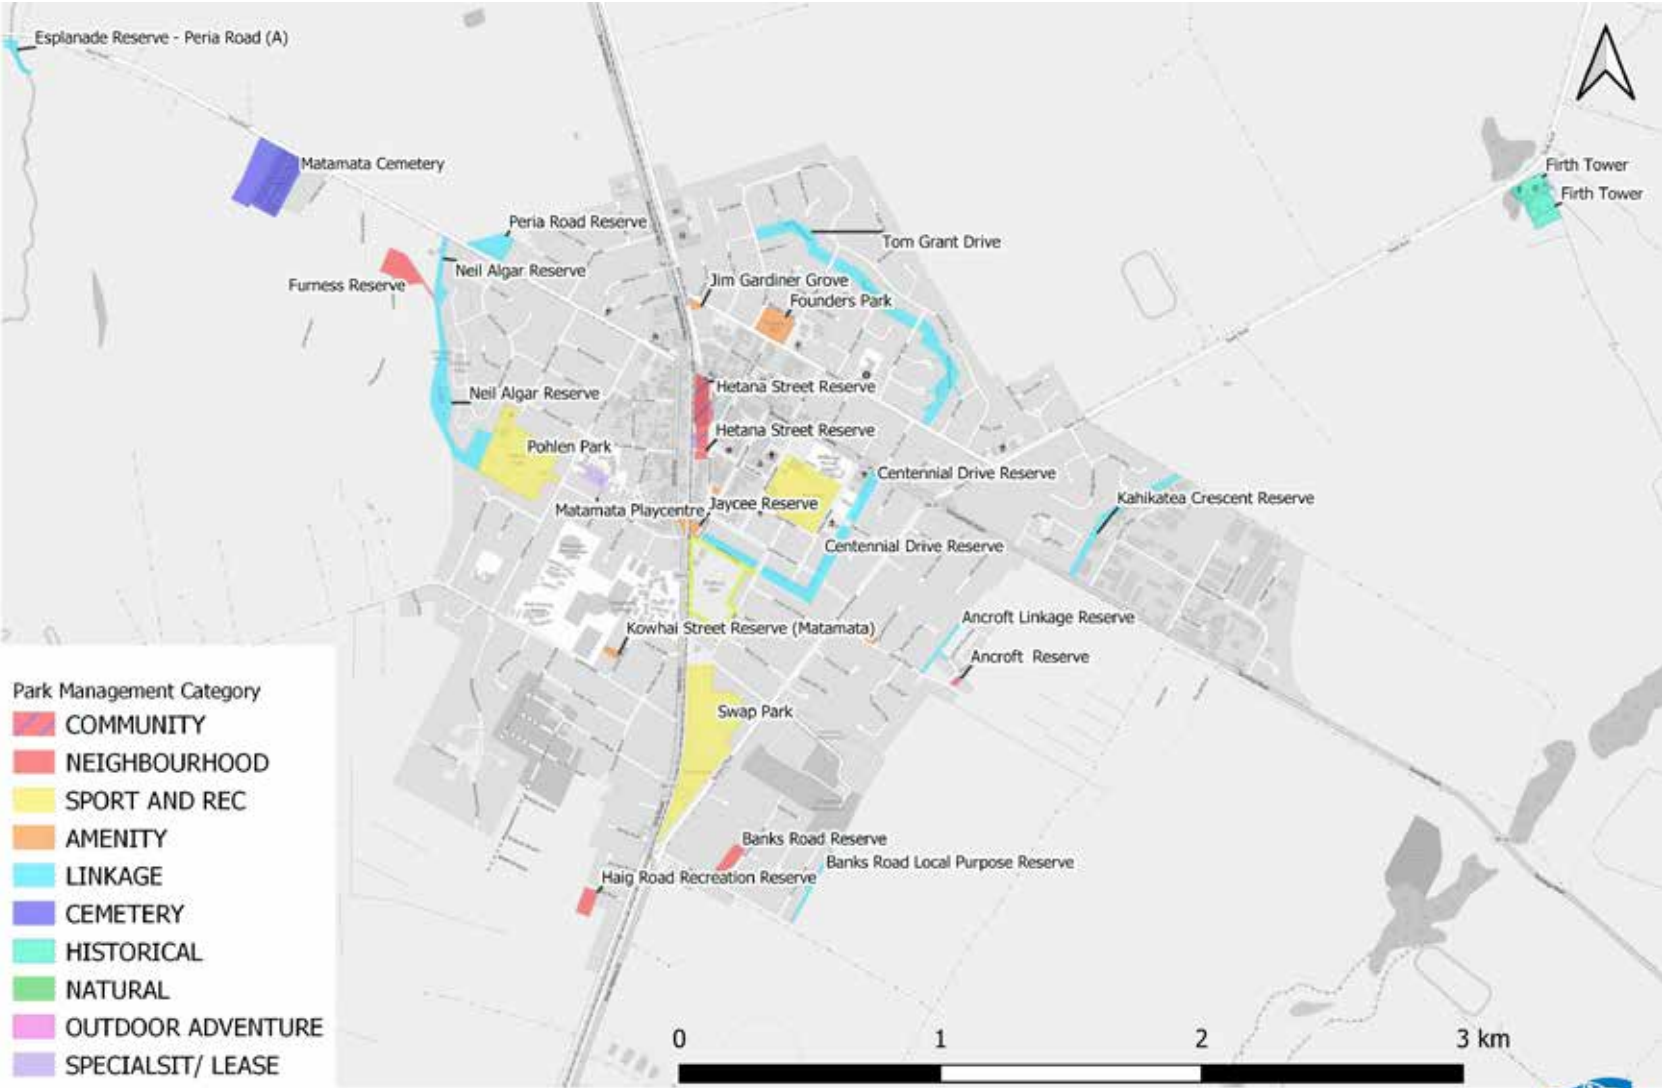 Esplanade Reserve - Peria Road (A)
Matamata Cemetery
Firth Tower
Firth Tower
Peria Road Reserve
Tom Grant Drive
Neil Algar Reserve
Furness Reserve
Jim Gardiner Grove
Founders Park
Hetana Street Reserve
Neil Algar Reserve
Hetana Street Reserve
Pohlen Park
Centennial Drive Reserve
Kahikatea Crescent Reserve
Matamata Playcentre
Jaycee Reserve
Centennial Drive Reserve
Ancroft Linkage Reserve
Kowhai Street Reserve (Matamata)
Ancroft Reserve
Swap Park
Banks Road Reserve
Banks Road Local Purpose Reserve
Haig Road Recreation Reserve
Park Management Category
COMMUNITY
NEIGHBOURHOOD
SPORT AND REC
AMENITY
LINKAGE
CEMETERY
HISTORICAL
NATURAL
OUTDOOR ADVENTURE
SPECIALSIT/ LEASE
0 1 2 3 km